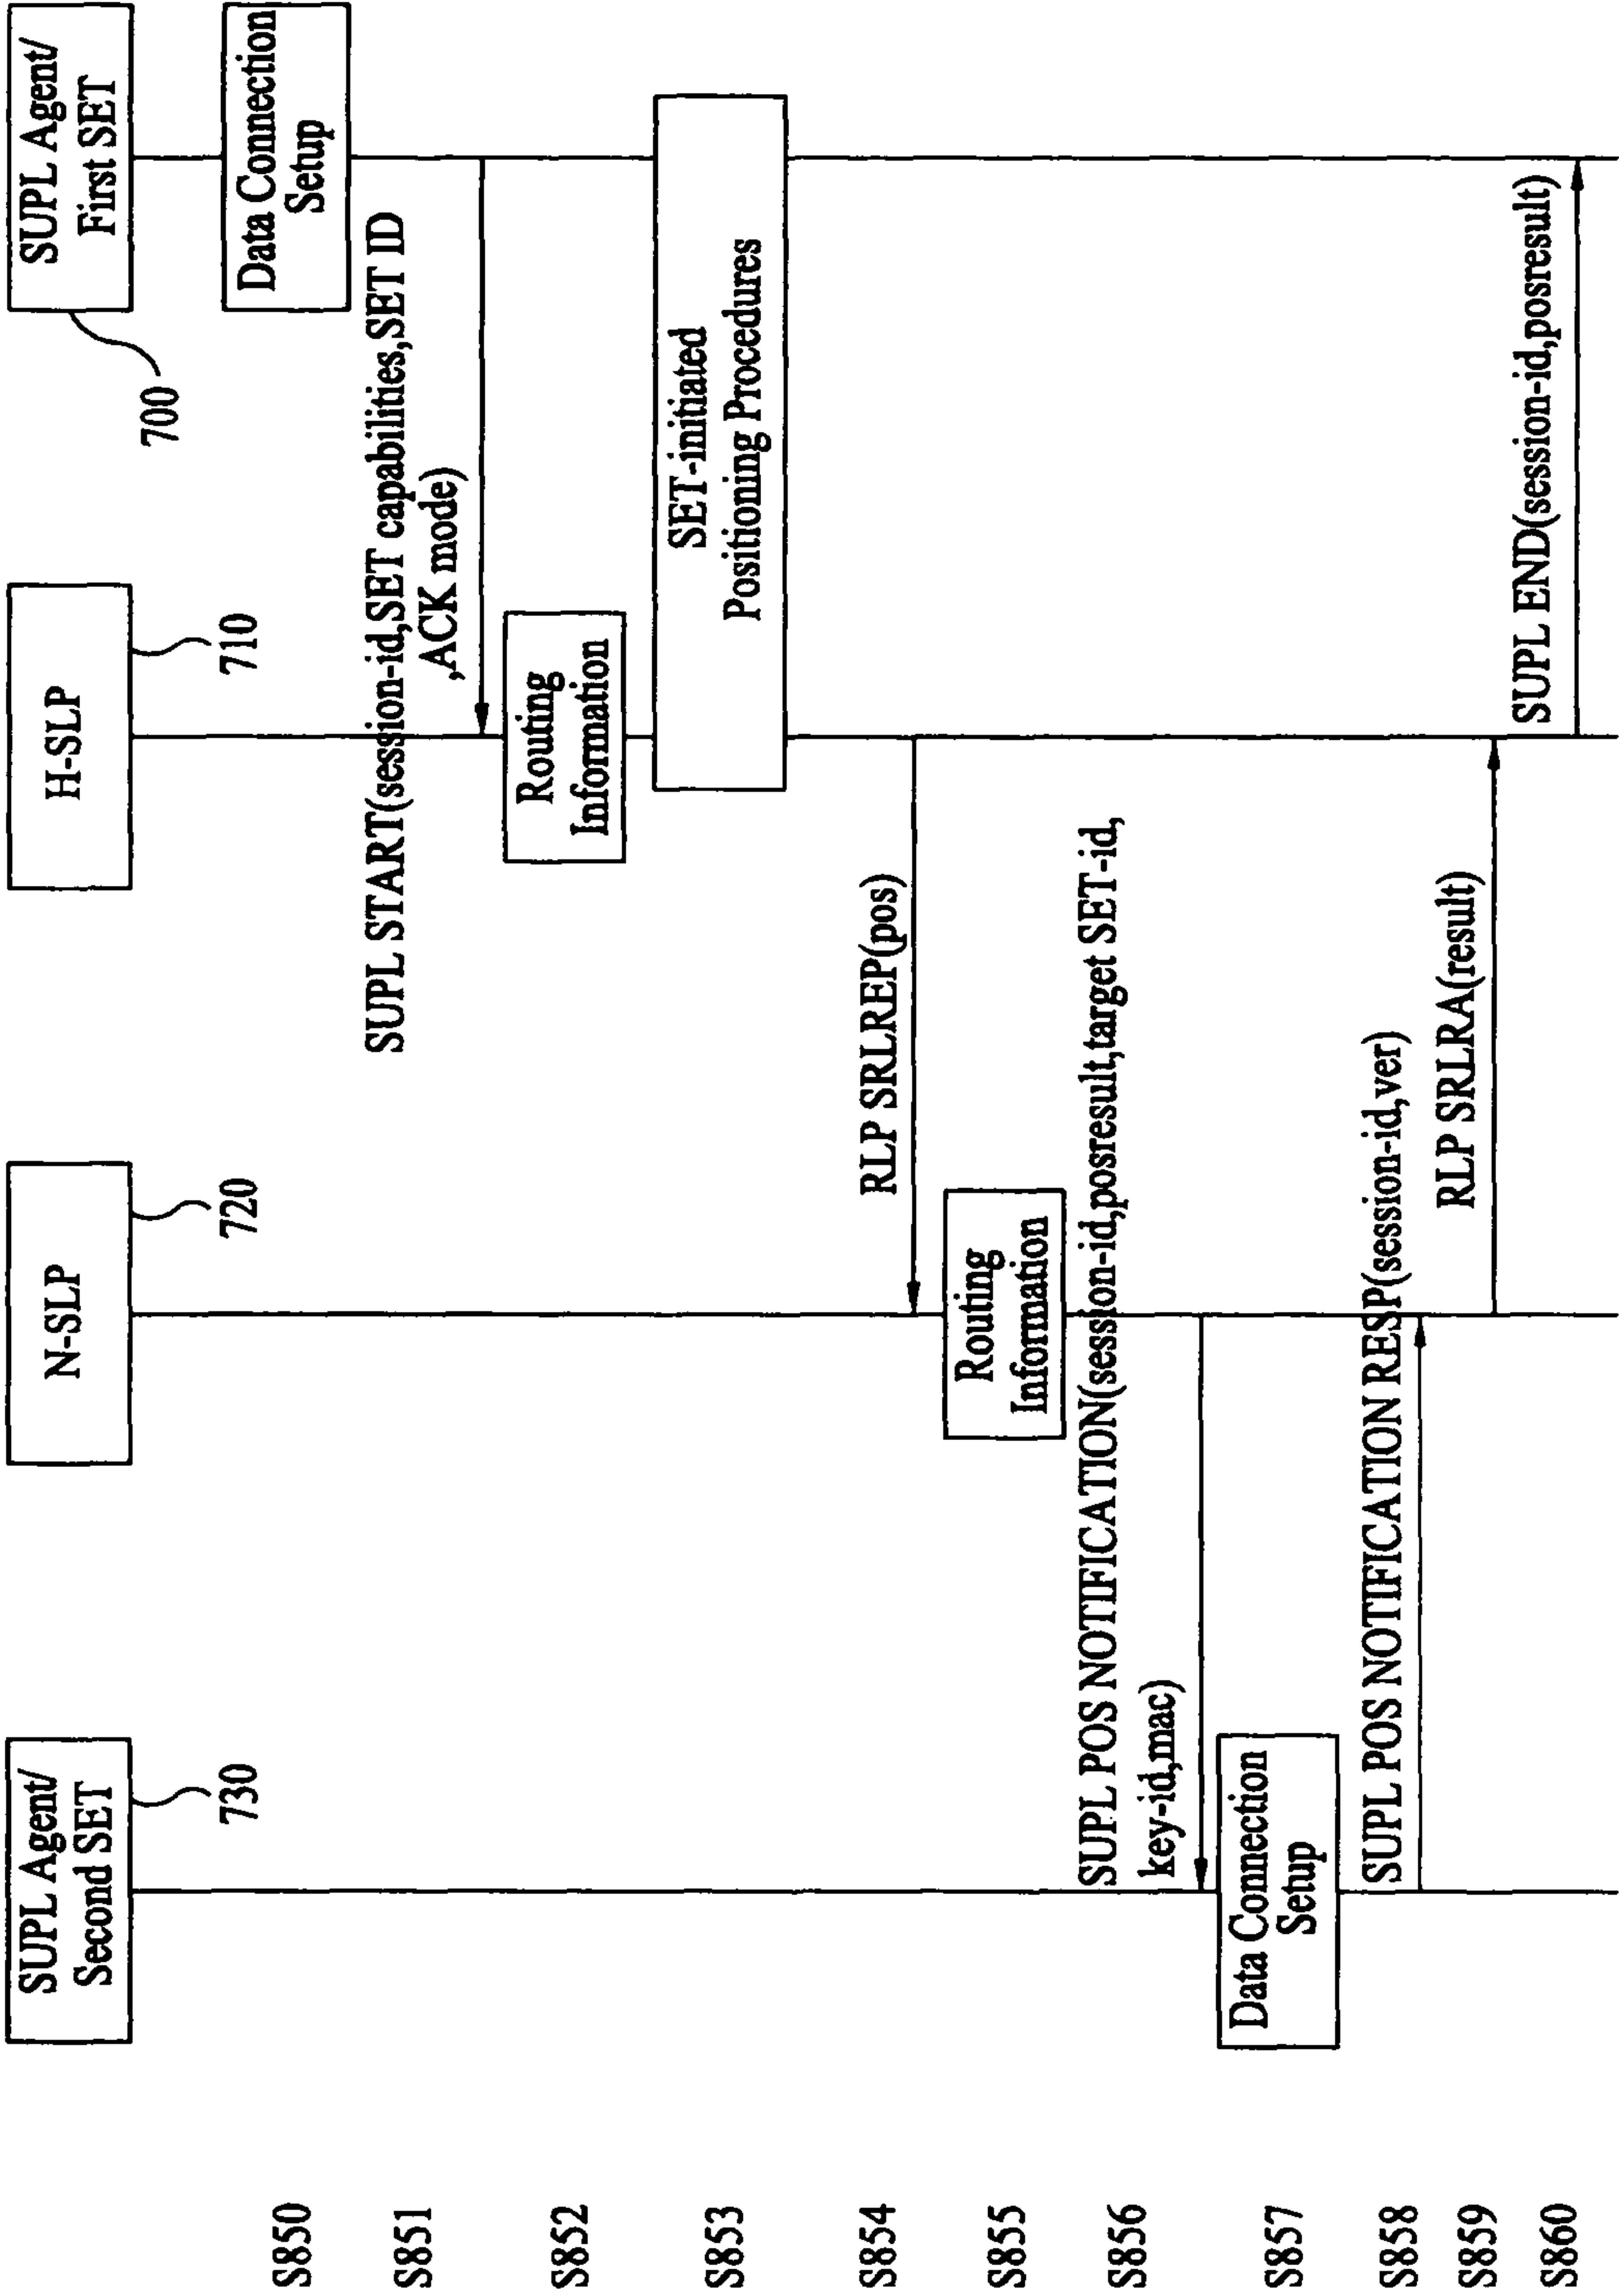 SUPL Agent/
Second SET
730
N-SLP
720
H-SLP
710
SUPL Agent/
First SET
700
S850
Data Connection
Setup
S851
SUPL START(session-id,SET capabilities,SET ID
,ACK mode)
S852
Routing
Information
S853
SET-initiated
Positioning Procedures
S854
RLP SRLREP(pos)
S855
Routing
Information
S856
SUPL POS NOTIFICATION(session-id,posresult,target SET-id,
key-id,mac)
S857
Data Connection
Setup
S858
SUPL POS NOTIFICATION RESP(session-id,ver)
S859
RLP SRLRA(result)
S860
SUPL END(session-id,posresult)